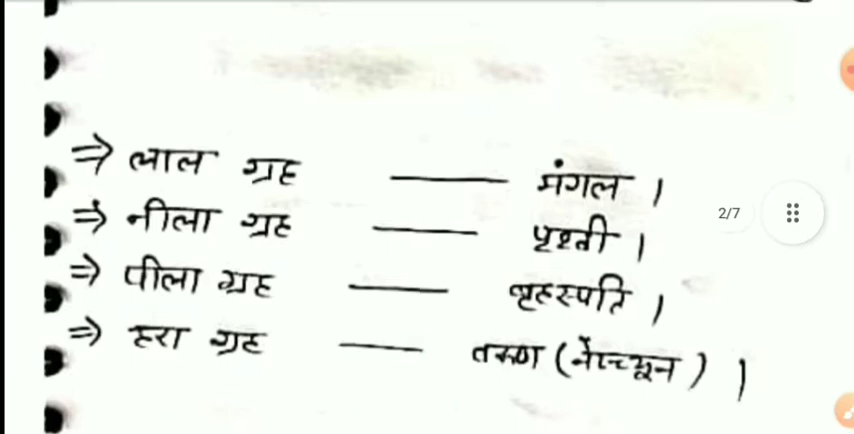 ⇒ लाल ग्रह —— मंगल ।
⇒ नीला ग्रह —— पृथ्वी ।
2/7
⇒ पीला ग्रह —— बृहस्पति ।
⇒ हरा ग्रह —— वरूण (नेप्च्यून) ।